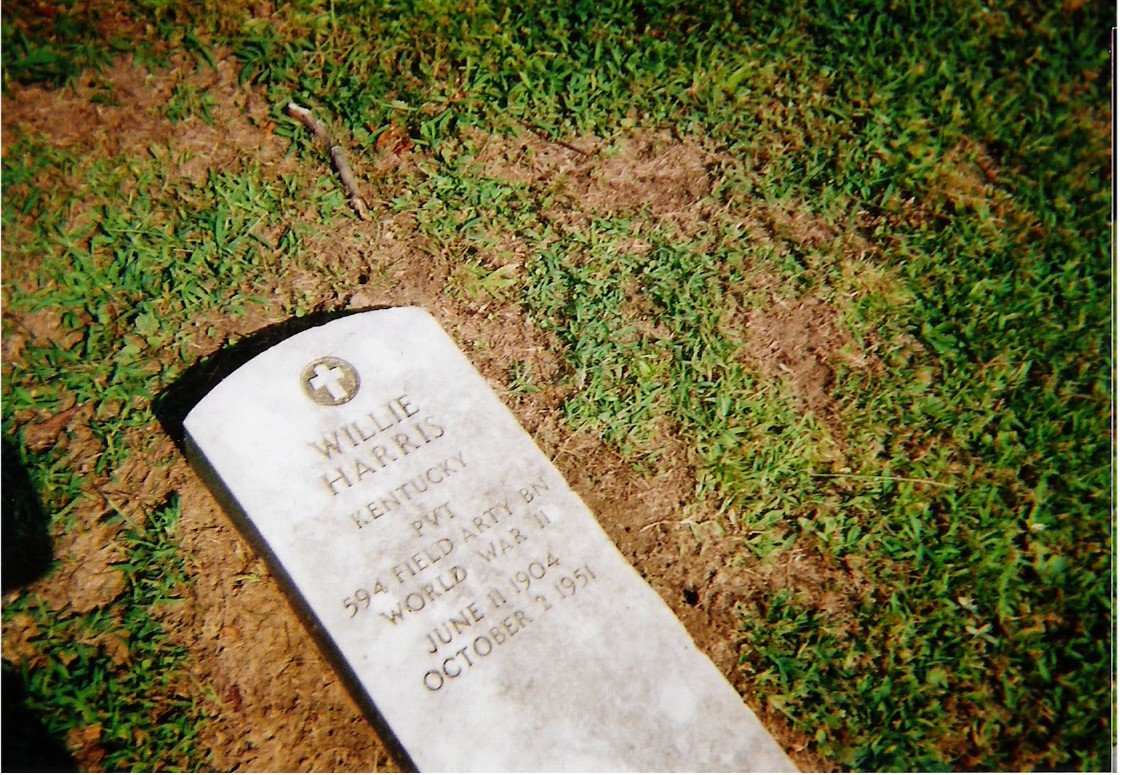 WILLIE
HARRIS
KENTUCKY
PVT
594 FIELD ARTY BN
WORLD WAR II
JUNE 11 1904
OCTOBER 2 1951